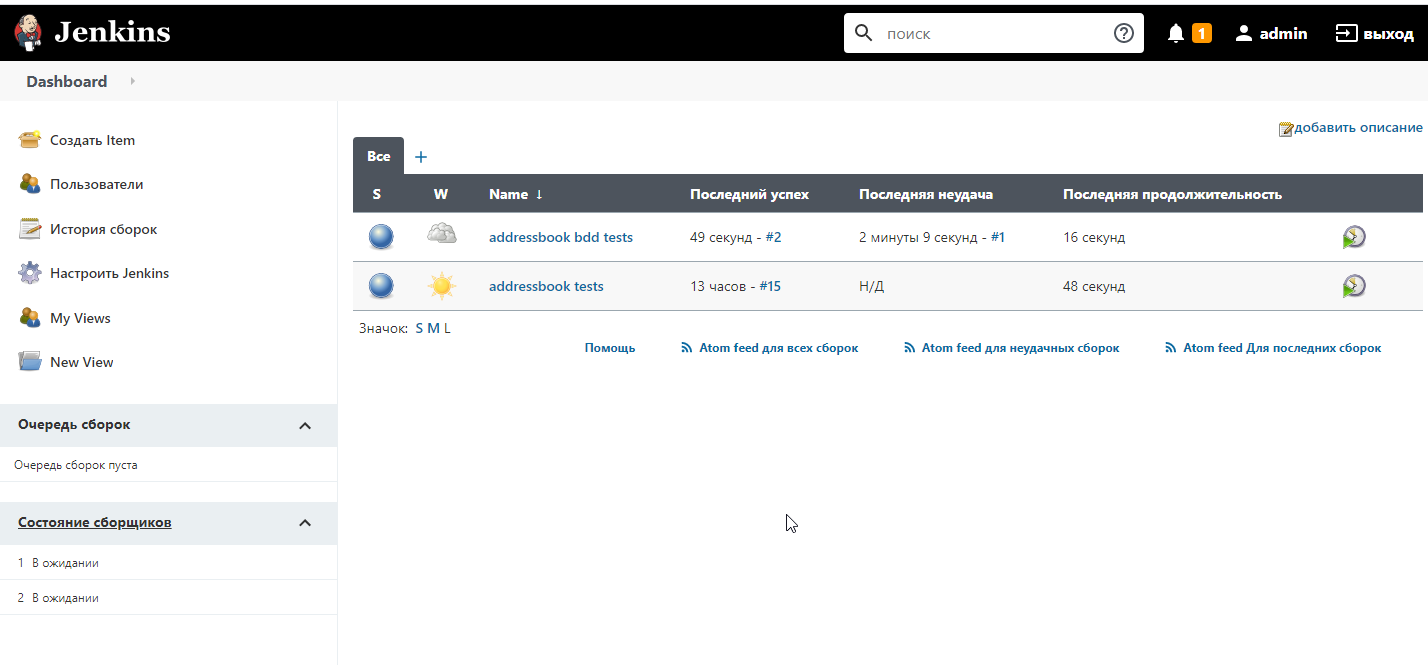 Jenkins
поиск
1
admin
выход
Dashboard
Создать Item
Пользователи
История сборок
Настроить Jenkins
My Views
New View
Очередь сборок
Очередь сборок пуста
Состояние сборщиков
1 В ожидании
2 В ожидании
добавить описание
Все +
S W Name ↓ Последний успех Последняя неудача Последняя продолжительность
addressbook bdd tests 49 секунд - #2 2 минуты 9 секунд - #1 16 секунд
addressbook tests 13 часов - #15 Н/Д 48 секунд
Значок: S M L
Помощь Atom feed для всех сборок Atom feed для неудачных сборок Atom feed Для последних сборок